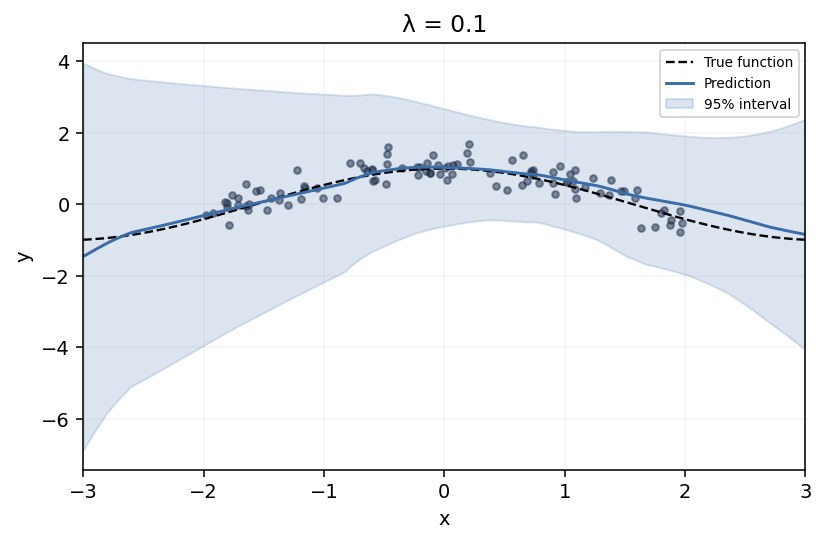 λ = 0.1
True function
Prediction
95% interval
y
4
2
0
−2
−4
−6
−3
−2
−1
0
1
2
3
x